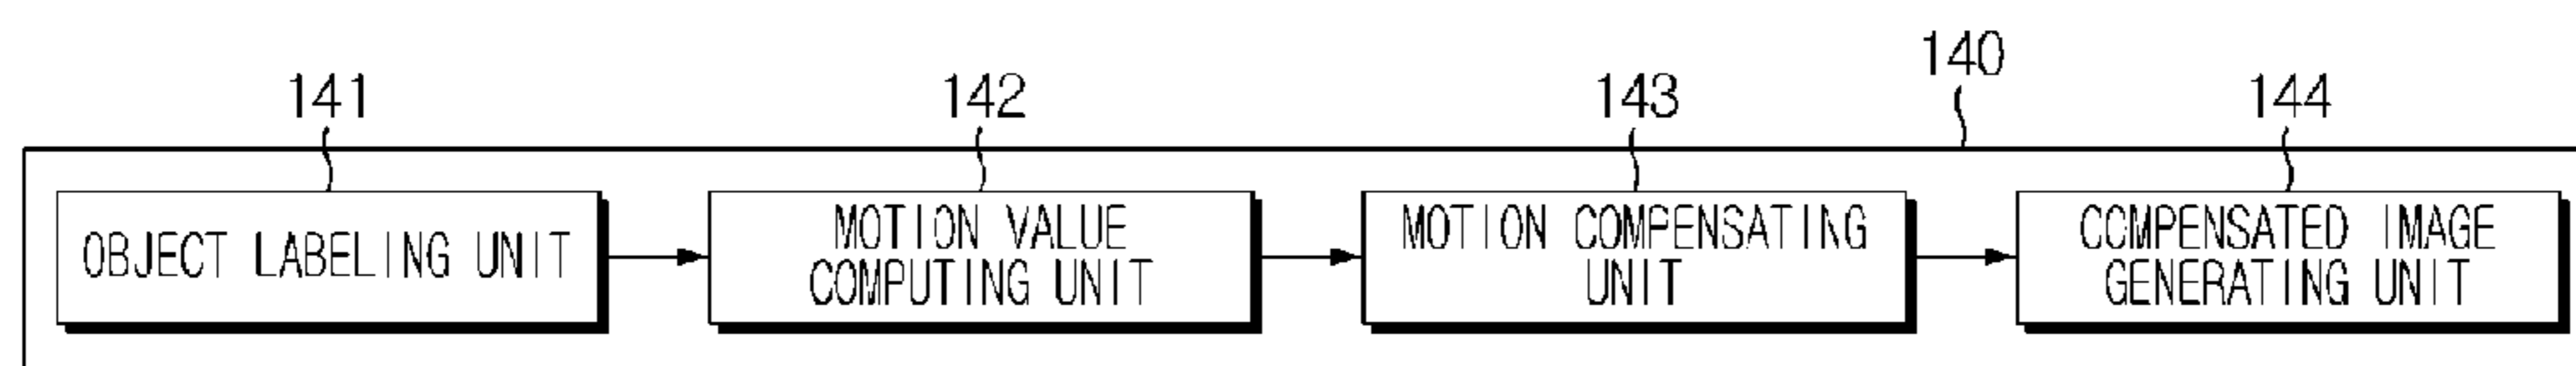 140
141
142
143
144
OBJECT LABELING UNIT
MOTION VALUE
COMPUTING UNIT
MOTION COMPENSATING
UNIT
COMPENSATED IMAGE
GENERATING UNIT